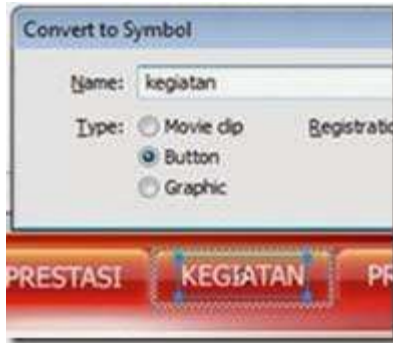 Convert to Symbol
Name: kegiatan
Type: Movie clip Registratio
Button
Graphic
PRESTASI KEGIATAN PR